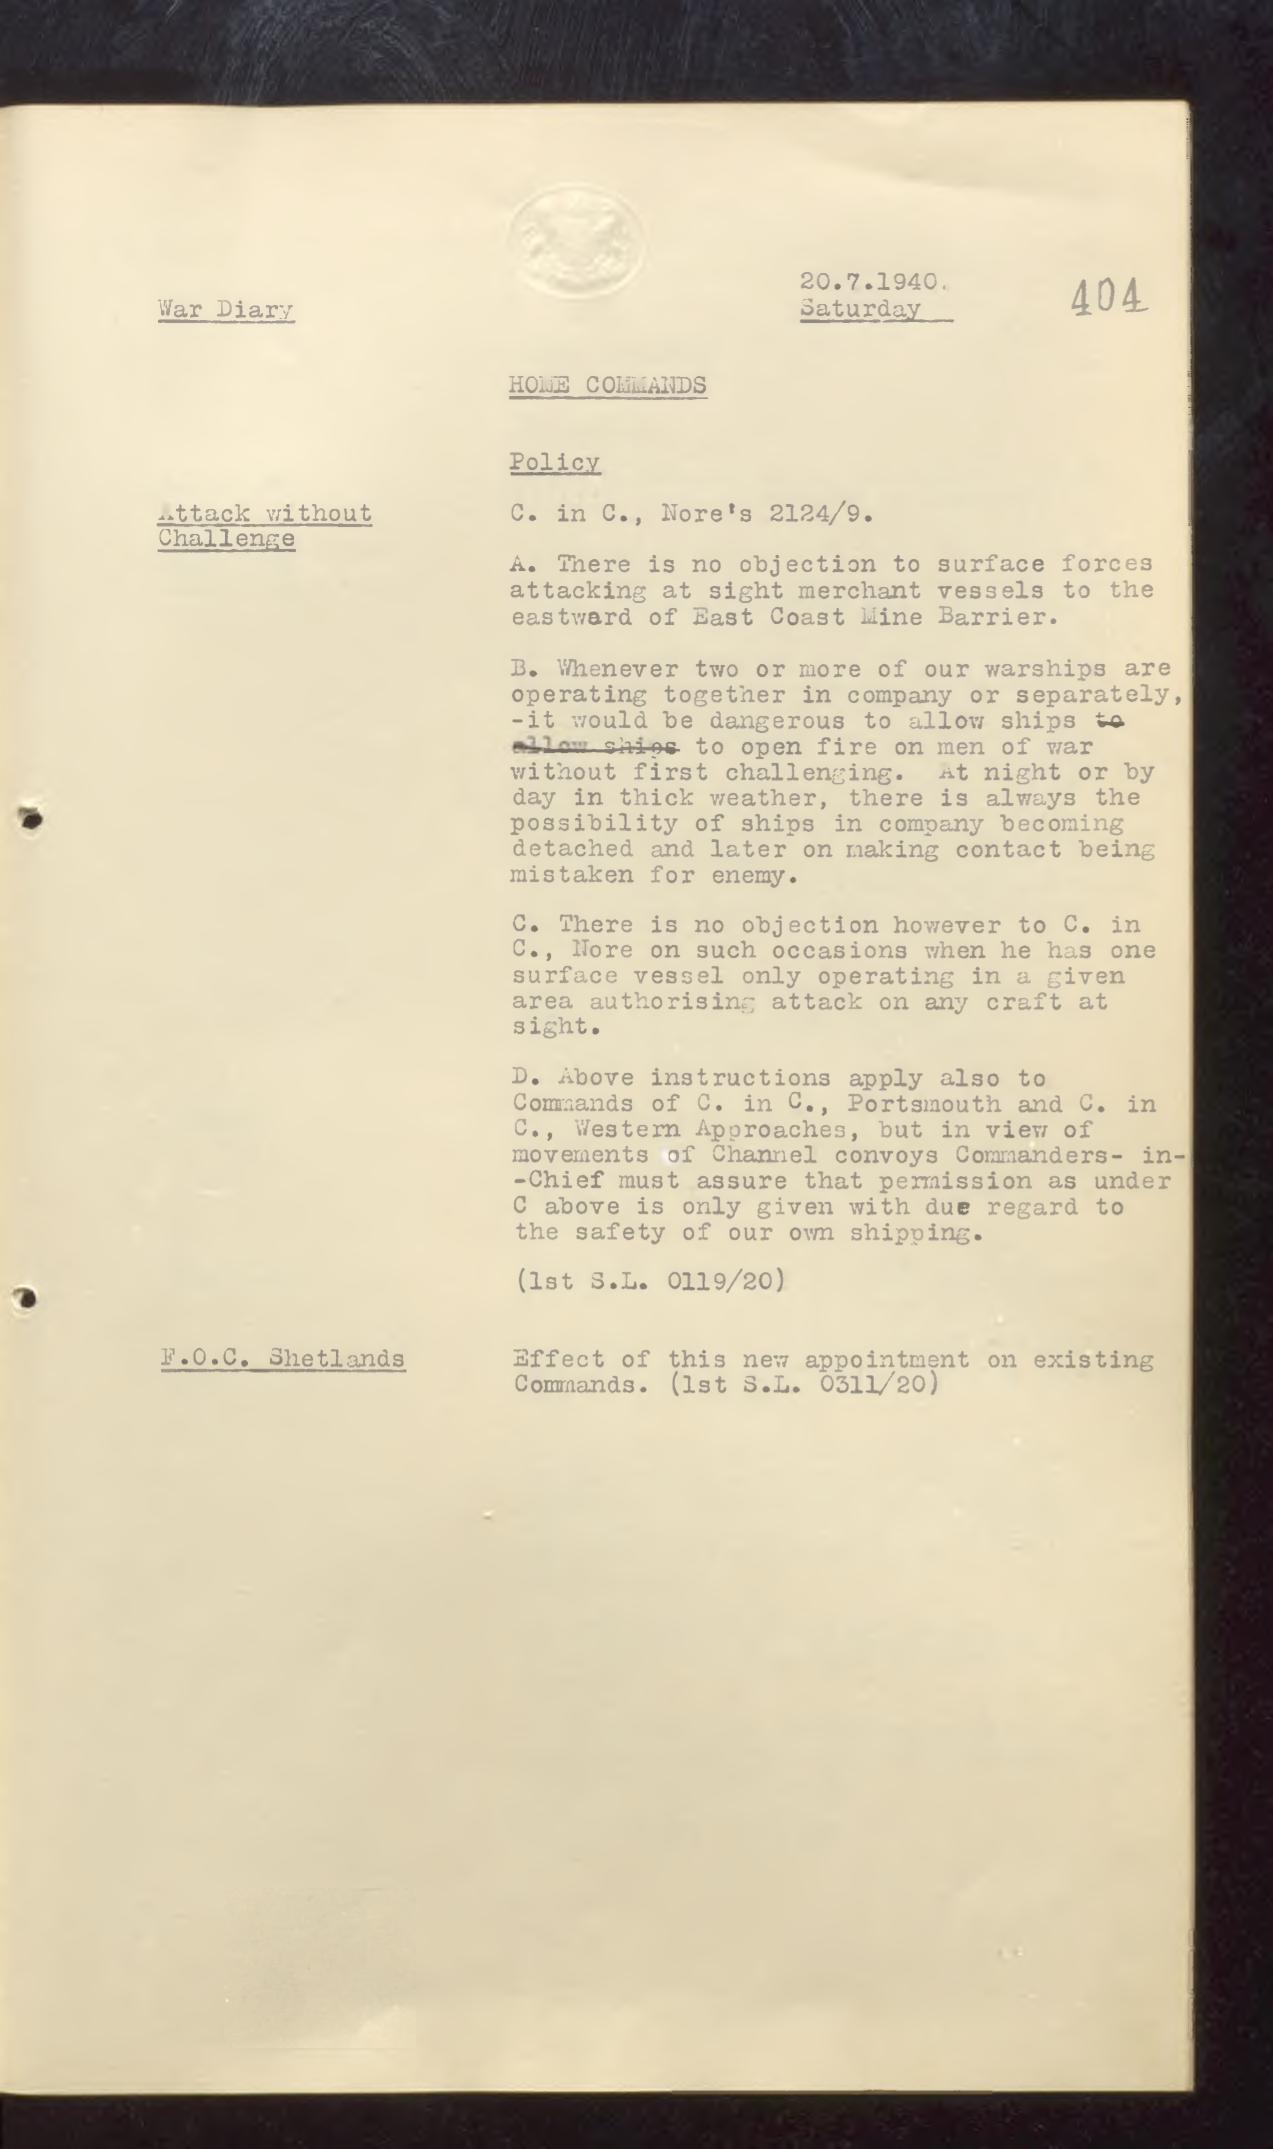 20.7.1940.
War Diary
Saturday
404
HOME COMMANDS
Policy
Attack without
Challenge
C. in C., Nore's 2124/9.
A. There is no objection to surface forces
attacking at sight merchant vessels to the
eastward of East Coast Mine Barrier.
B. Whenever two or more of our warships are
operating together in company or separately,
-it would be dangerous to allow ships to
allow ships to open fire on men of war
without first challenging. At night or by
day in thick weather, there is always the
possibility of ships in company becoming
detached and later on making contact being
mistaken for enemy.
C. There is no objection however to C. in
C., Nore on such occasions when he has one
surface vessel only operating in a given
area authorising attack on any craft at
sight.
D. Above instructions apply also to
Commands of C. in C., Portsmouth and C. in
C., Western Approaches, but in view of
movements of Channel convoys Commanders- in-
-Chief must assure that permission as under
C above is only given with due regard to
the safety of our own shipping.
(1st S.L. 0119/20)
F.O.C. Shetlands
Effect of this new appointment on existing
Commands. (1st S.L. 0311/20)